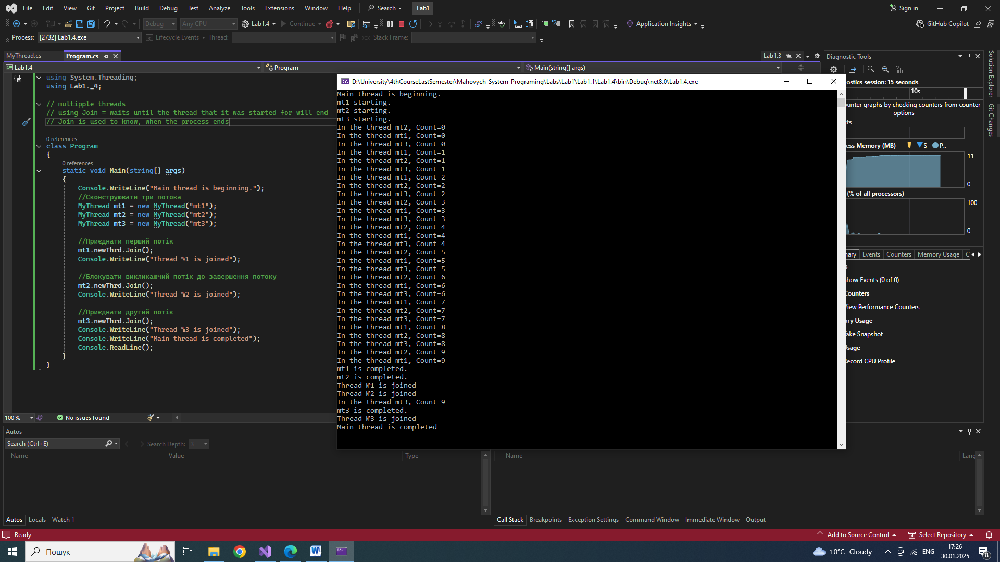 File Edit View Git Project Build Debug Test Analyze Tools Extensions Window Help Search Lab1 Sign in
Debug Any CPU Lab1.4 Continue Application Insights GitHub Copilot
Process: [2732] Lab1.4.exe Lifecycle Events Thread: Stack Frame:
MyThread.cs Program.cs Lab1.3
Lab1.4 Program Main(string[] args)
using System.Threading;
using Lab1._4;
// multipple threads
// using Join = waits until the thread that it was started for will end
// Join is used to know, when the process ends
0 references
class Program
{
0 references
static void Main(string[] args)
{
Console.WriteLine("Main thread is beginning.");
//Сконструювати три потока
MyThread mt1 = new MyThread("mt1");
MyThread mt2 = new MyThread("mt2");
MyThread mt3 = new MyThread("mt3");
//Приєднати перший потік
mt1.newThrd.Join();
Console.WriteLine("Thread №1 is joined");
//Блокувати викликаючий потік до завершення потоку
mt2.newThrd.Join();
Console.WriteLine("Thread №2 is joined");
//Приєднати другий потік
mt3.newThrd.Join();
Console.WriteLine("Thread №3 is joined");
Console.WriteLine("Main thread is completed");
Console.ReadLine();
}
}
100 % No issues found
D:\University\4thCourseLastSemester\Mahovych-System-Programing\Labs\Lab1\Lab1.1\Lab1.4\bin\Debug\net8.0\Lab1.4.exe
Main thread is beginning.
mt1 starting.
mt2 starting.
mt3 starting.
In the thread mt2, Count=0
In the thread mt1, Count=0
In the thread mt3, Count=0
In the thread mt1, Count=1
In the thread mt2, Count=1
In the thread mt3, Count=1
In the thread mt1, Count=2
In the thread mt2, Count=2
In the thread mt3, Count=2
In the thread mt2, Count=3
In the thread mt1, Count=3
In the thread mt3, Count=3
In the thread mt2, Count=4
In the thread mt1, Count=4
In the thread mt3, Count=4
In the thread mt2, Count=5
In the thread mt1, Count=5
In the thread mt3, Count=5
In the thread mt2, Count=6
In the thread mt1, Count=6
In the thread mt3, Count=6
In the thread mt1, Count=7
In the thread mt2, Count=7
In the thread mt3, Count=7
In the thread mt1, Count=8
In the thread mt2, Count=8
In the thread mt3, Count=8
In the thread mt2, Count=9
In the thread mt1, Count=9
mt1 is completed.
mt2 is completed.
Thread №1 is joined
Thread №2 is joined
In the thread mt3, Count=9
mt3 is completed.
Thread №3 is joined
Main thread is completed
Diagnostic Tools
nostics session: 15 seconds
10s
ounter graphs by checking counters from counter
options
ts
ess Memory (MB) S P..
11
0
(% of all processors)
100
0
nary Events Counters Memory Usage C
s
how Events (0 of 0)
Counters
iew Performance Counters
ory Usage
ake Snapshot
Usage
ecord CPU Profile
Solution Explorer
Git Changes
Autos
Search (Ctrl+E) Search Depth: 3
Name Value Type
Name Lang
Autos Locals Watch 1
Call Stack Breakpoints Exception Settings Command Window Immediate Window Output
Ready Add to Source Control Select Repository
Пошук 10°C Cloudy ENG 17:26
30.01.2025 8